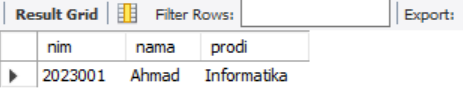 Result Grid Filter Rows: Export:
nim nama prodi
2023001 Ahmad Informatika